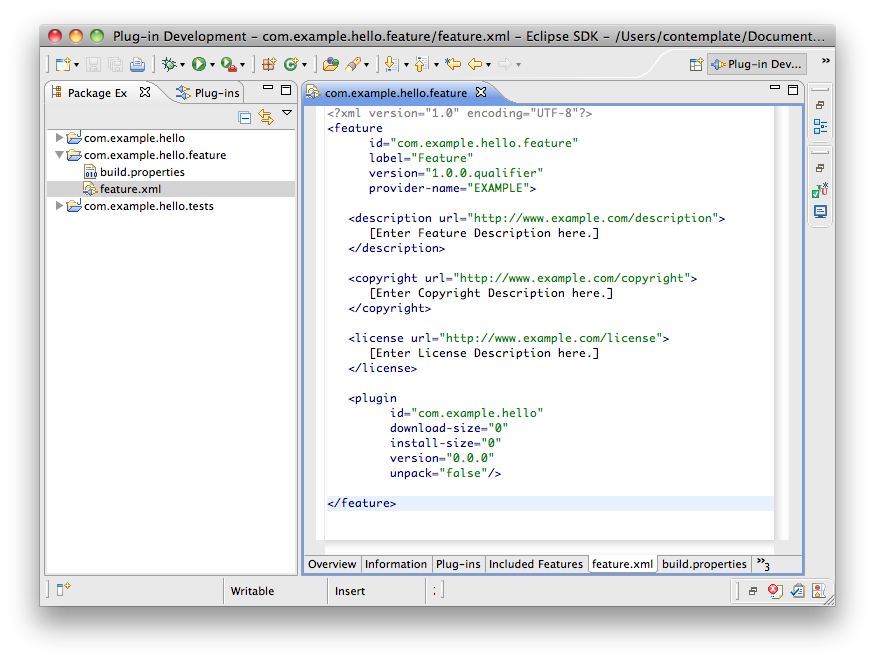 Plug-in Development - com.example.hello.feature/feature.xml - Eclipse SDK - /Users/contemplate/Document...
Plug-in Dev...
Package Ex
Plug-ins
com.example.hello
com.example.hello.feature
build.properties
feature.xml
com.example.hello.tests
com.example.hello.feature
<?xml version="1.0" encoding="UTF-8"?>
<feature
id="com.example.hello.feature"
label="Feature"
version="1.0.0.qualifier"
provider-name="EXAMPLE">
<description url="http://www.example.com/description">
[Enter Feature Description here.]
</description>
<copyright url="http://www.example.com/copyright">
[Enter Copyright Description here.]
</copyright>
<license url="http://www.example.com/license">
[Enter License Description here.]
</license>
<plugin
id="com.example.hello"
download-size="0"
install-size="0"
version="0.0.0"
unpack="false"/>
</feature>
Overview Information Plug-ins Included Features feature.xml build.properties »3
Writable Insert :